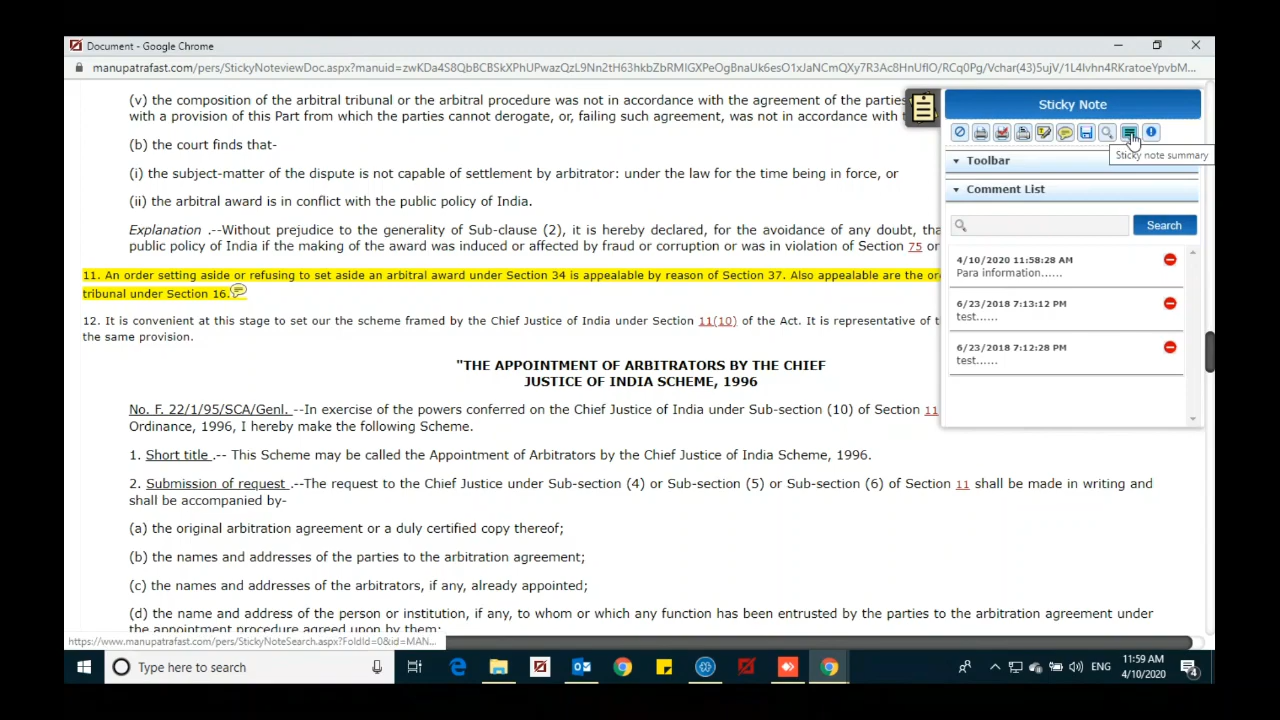 Document - Google Chrome
(v) the composition of the arbitral tribunal or the arbitral procedure was not in accordance with the agreement of the parties
with a provision of this Part from which the parties cannot derogate, or, failing such agreement, was not in accordance with
(b) the court finds that-
(i) the subject-matter of the dispute is not capable of settlement by arbitrator: under the law for the time being in force, or
(ii) the arbitral award is in conflict with the public policy of India.
Explanation .--Without prejudice to the generality of Sub-clause (2), it is hereby declared, for the avoidance of any doubt,
public policy of India if the making of the award was induced or affected by fraud or corruption or was in violation of Section 75 or
11. An order setting aside or refusing to set aside an arbitral award under Section 34 is appealable by reason of Section 37. Also appealable are the
tribunal under Section 16.
12. It is convenient at this stage to set our the scheme framed by the Chief Justice of India under Section 11(10) of the Act. It is representative of
the same provision.
"THE APPOINTMENT OF ARBITRATORS BY THE CHIEF
JUSTICE OF INDIA SCHEME, 1996
No. F. 22/1/95/SCA/Genl. --In exercise of the powers conferred on the Chief Justice of India under Sub-section (10) of Section 11
Ordinance, 1996, I hereby make the following Scheme.
1. Short title .-- This Scheme may be called the Appointment of Arbitrators by the Chief Justice of India Scheme, 1996.
2. Submission of request .--The request to the Chief Justice under Sub-section (4) or Sub-section (5) or Sub-section (6) of Section 11 shall be made in writing and
shall be accompanied by-
(a) the original arbitration agreement or a duly certified copy thereof;
(b) the names and addresses of the parties to the arbitration agreement;
(c) the names and addresses of the arbitrators, if any, already appointed;
(d) the name and address of the person or institution, if any, to whom or which any function has been entrusted by the parties to the arbitration agreement under
the appointment procedure agreed upon by them;
Sticky Note
Sticky note summary
Toolbar
Comment List
Search
4/10/2020 11:58:28 AM
Para information......
6/23/2018 7:13:12 PM
test......
6/23/2018 7:12:28 PM
test......
https://www.manupatrafast.com/pers/StickyNoteSearch.aspx?FoldId=0&id=MAN...
Type here to search
ENG
11:59 AM
4/10/2020
4